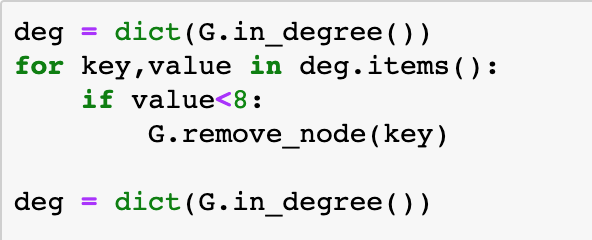 deg = dict(G.in_degree())
for key,value in deg.items():
    if value<8:
        G.remove_node(key)

deg = dict(G.in_degree())